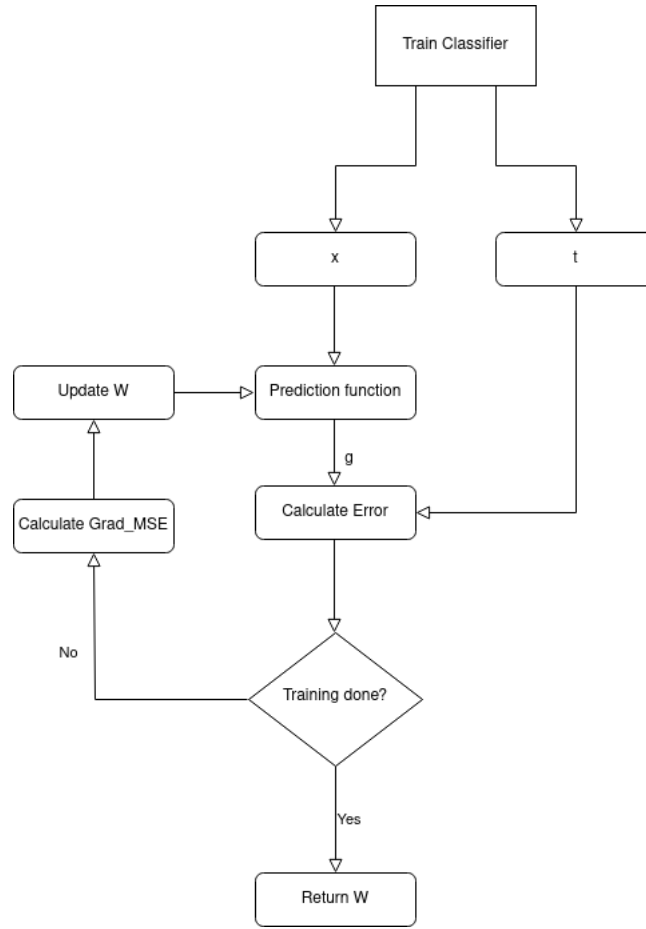 Train Classifier
x
t
Update W
Prediction function
g
Calculate Grad_MSE
Calculate Error
No
Training done?
Yes
Return W